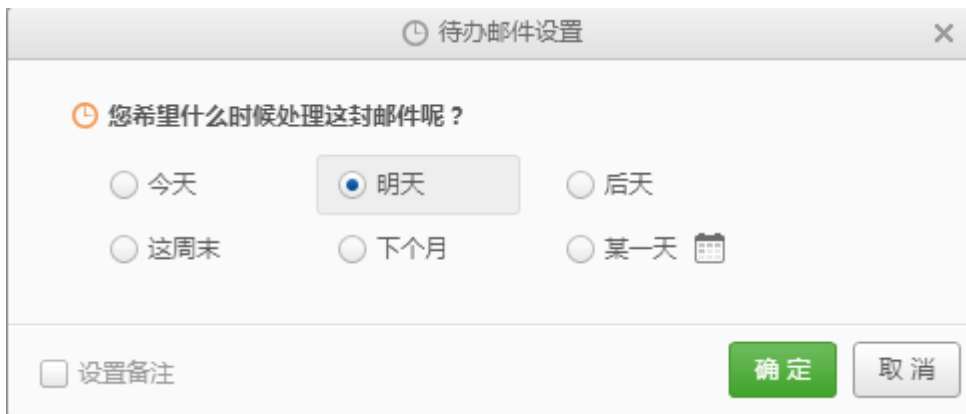 待办邮件设置
您希望什么时候处理这封邮件呢？
今天 明天 后天
这周末 下个月 某一天
设置备注 确定 取消